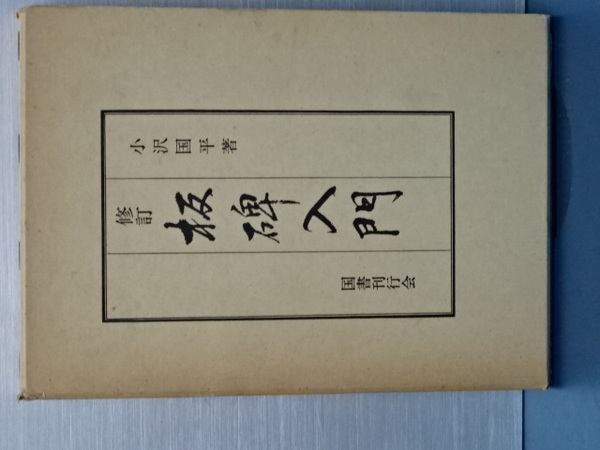 小沢国平著
修訂
板碑入門
国書刊行会